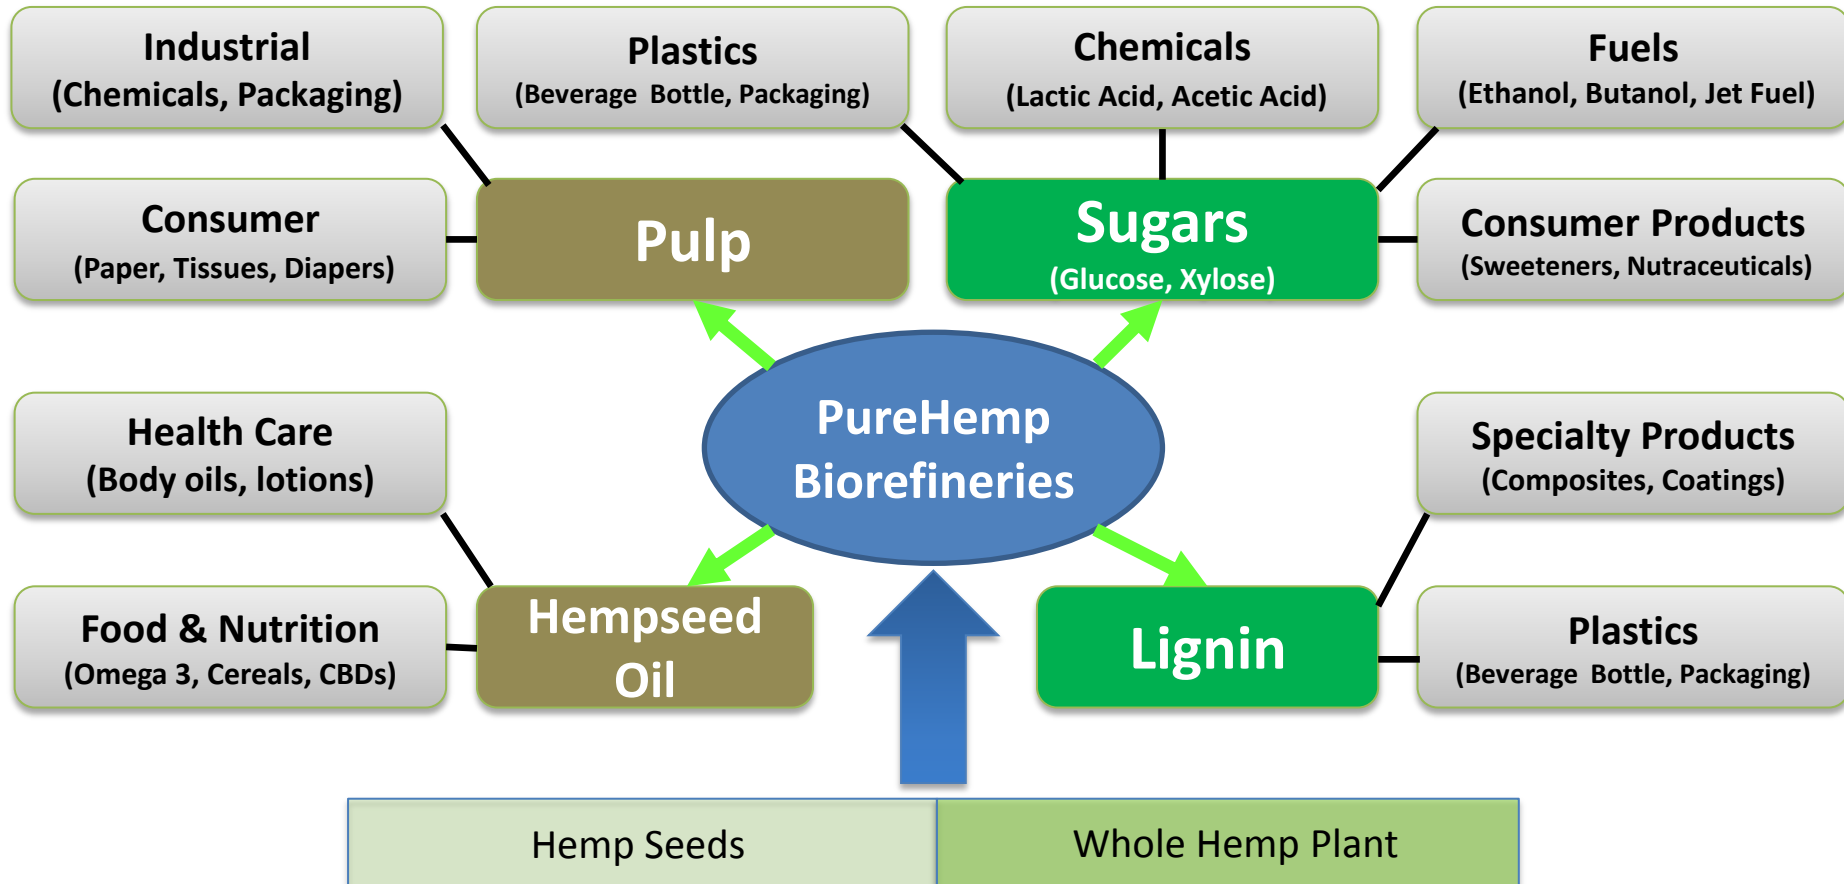 Industrial
(Chemicals, Packaging)
Plastics
(Beverage Bottle, Packaging)
Chemicals
(Lactic Acid, Acetic Acid)
Fuels
(Ethanol, Butanol, Jet Fuel)
Consumer
(Paper, Tissues, Diapers)
Pulp
Sugars
(Glucose, Xylose)
Consumer Products
(Sweeteners, Nutraceuticals)
PureHemp
Biorefineries
Health Care
(Body oils, lotions)
Specialty Products
(Composites, Coatings)
Food & Nutrition
(Omega 3, Cereals, CBDs)
Hempseed
Oil
Lignin
Plastics
(Beverage Bottle, Packaging)
Hemp Seeds
Whole Hemp Plant